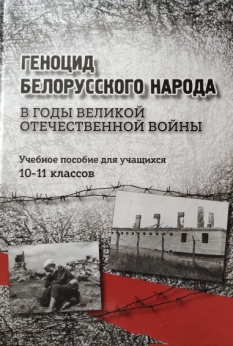 ГЕНОЦИД
БЕЛОРУССКОГО НАРОДА
В ГОДЫ ВЕЛИКОЙ
ОТЕЧЕСТВЕННОЙ ВОЙНЫ
Учебное пособие для учащихся
10-11 классов